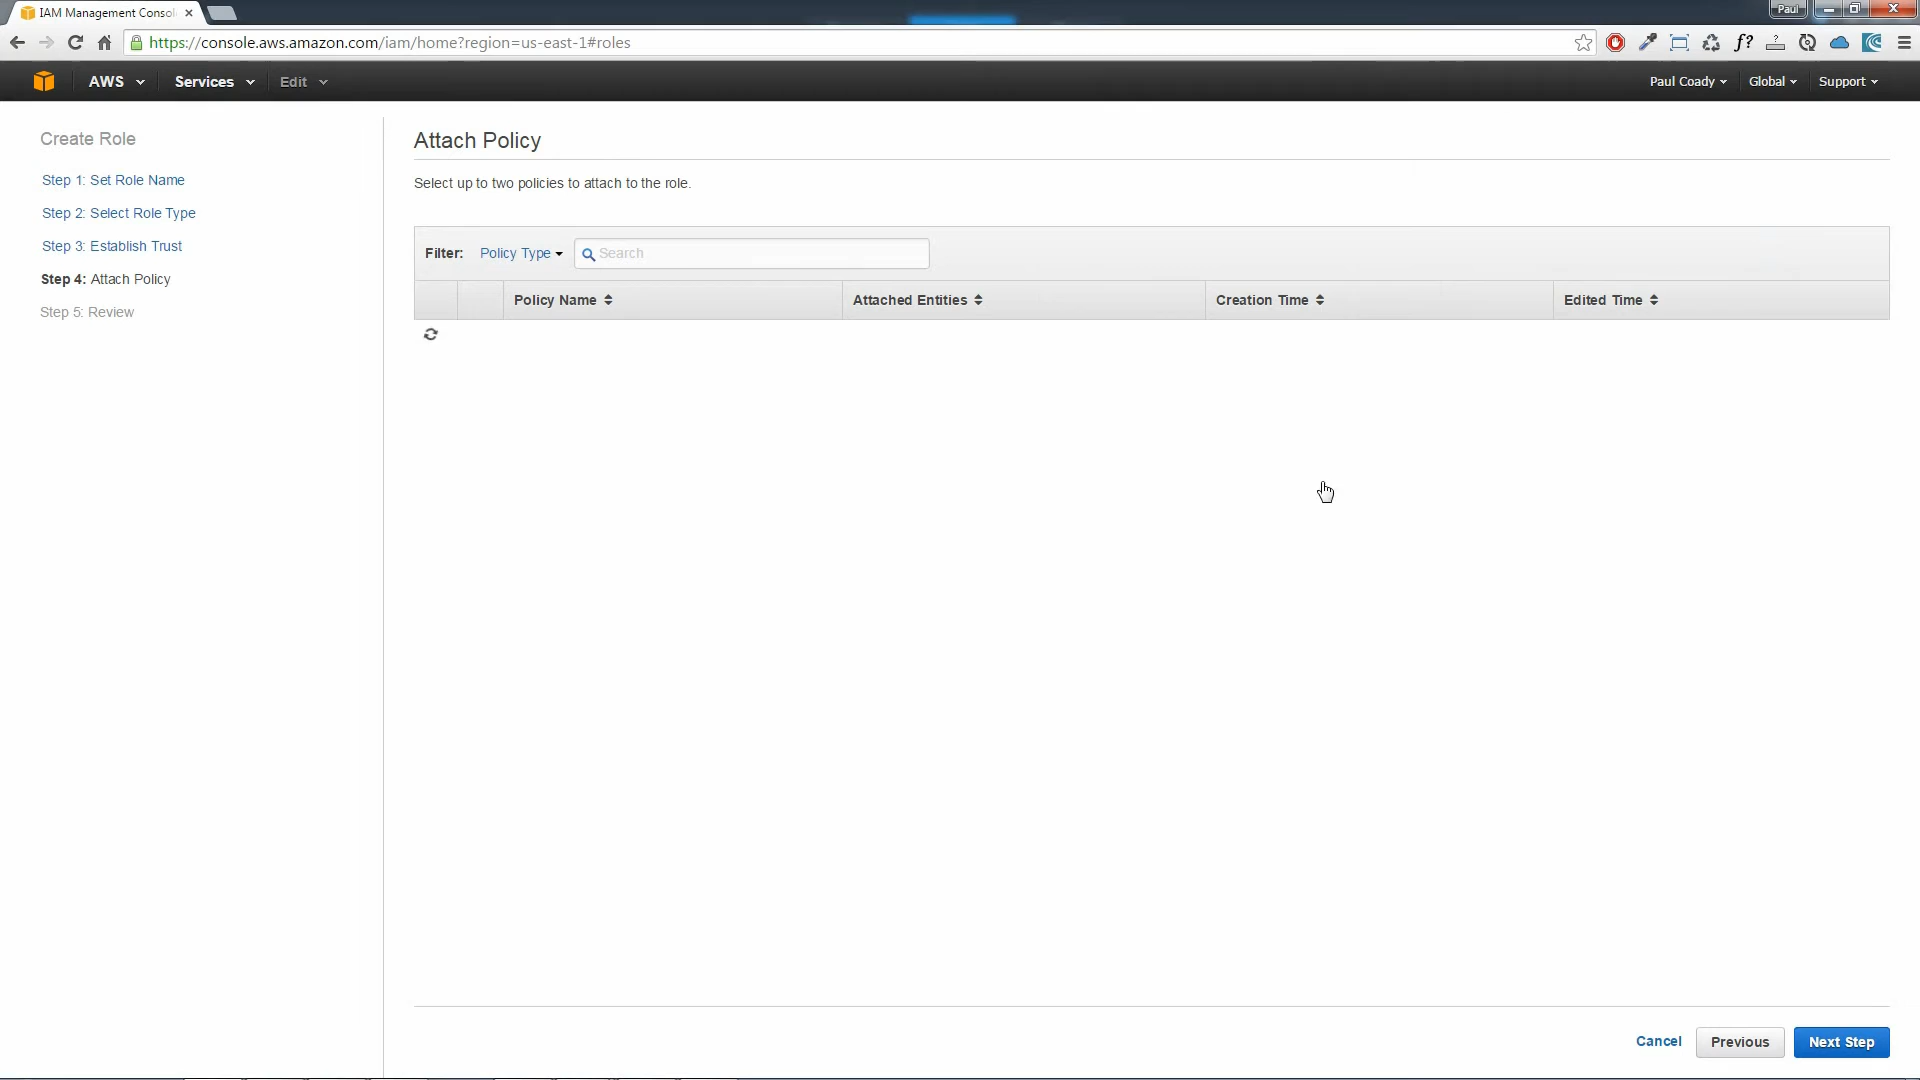 IAM Management Consol
Paul
https://console.aws.amazon.com/iam/home?region=us-east-1#roles
f?
AWS
Services
Edit
Paul Coady
Global
Support
Create Role
Step 1: Set Role Name
Step 2: Select Role Type
Step 3: Establish Trust
Step 4: Attach Policy
Step 5: Review
Attach Policy
Select up to two policies to attach to the role.
Filter: Policy Type Search
Policy Name Attached Entities Creation Time Edited Time
Cancel Previous Next Step